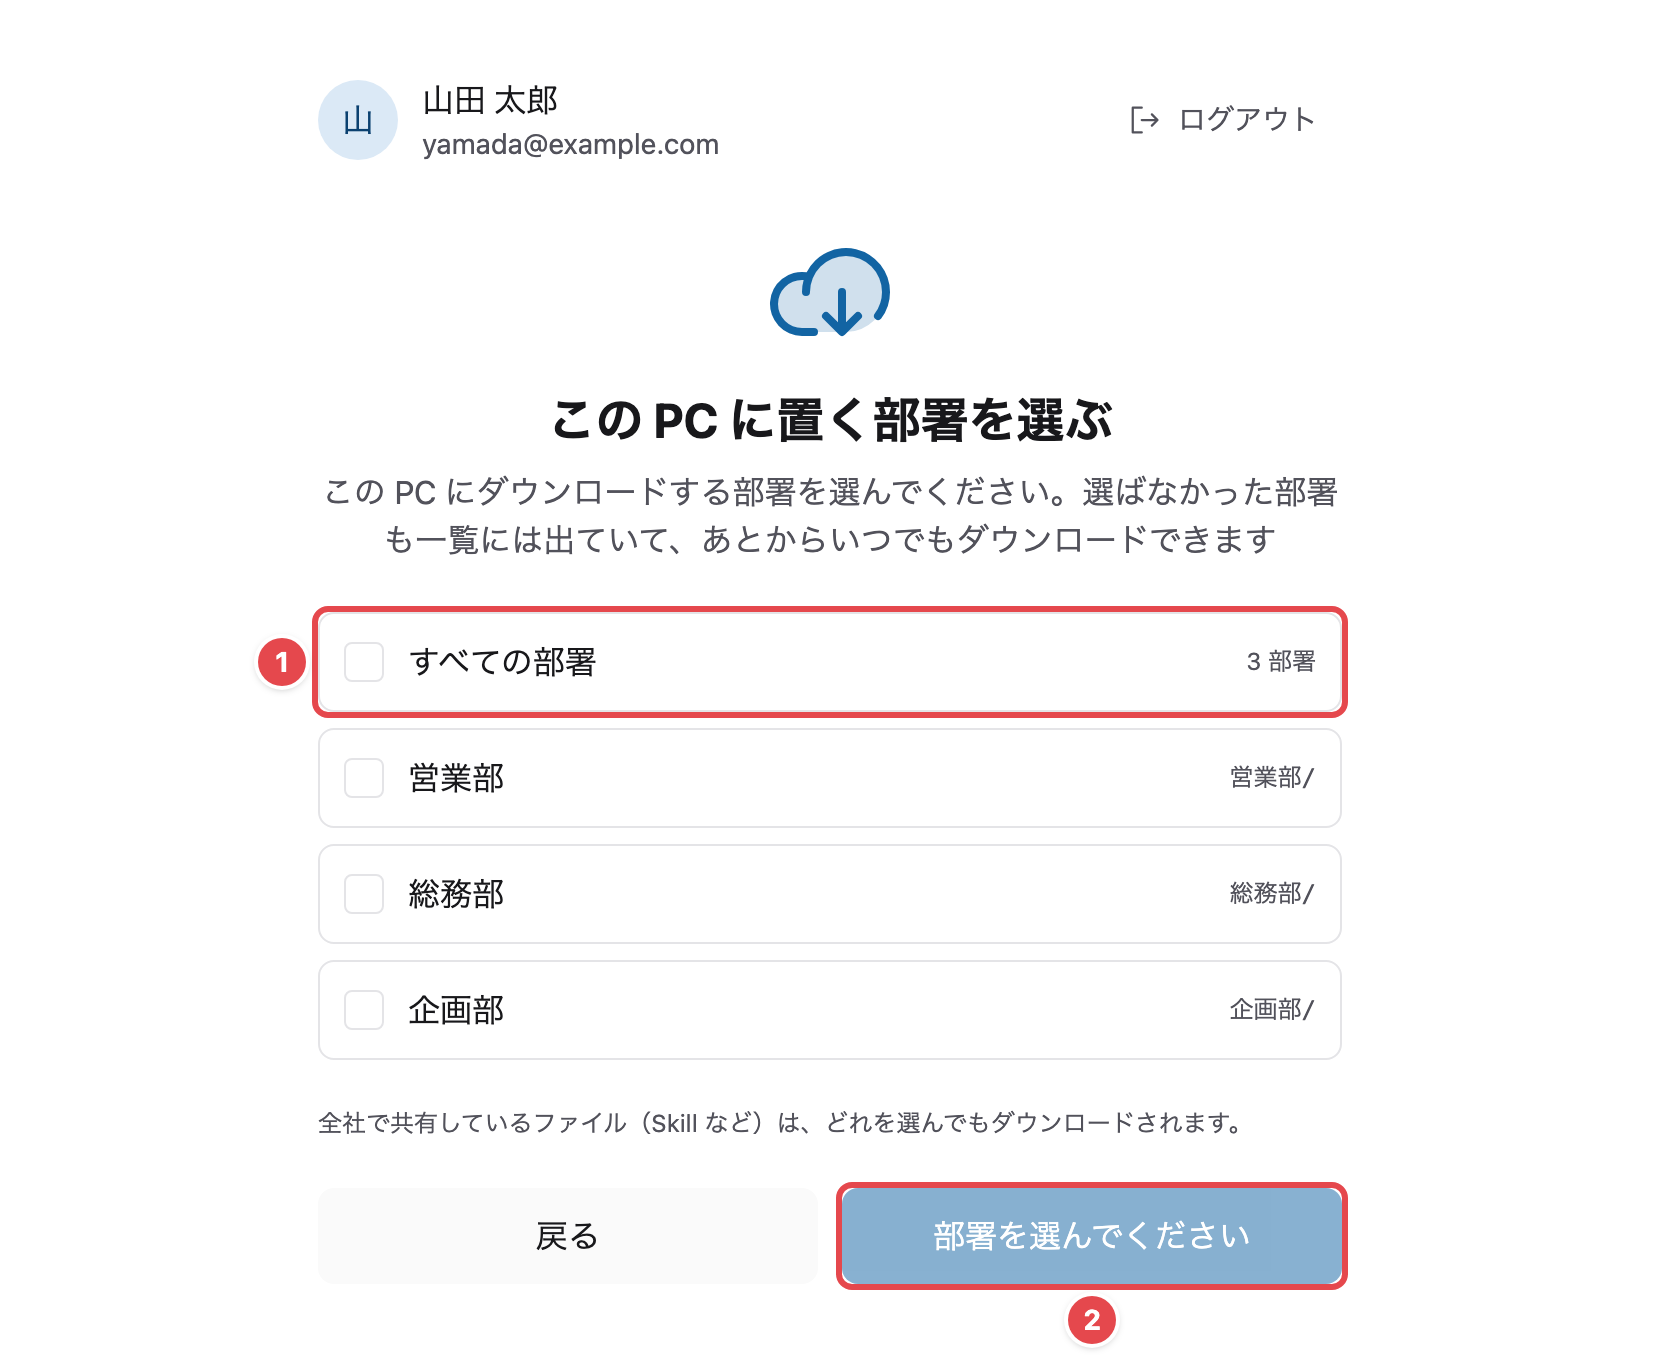 山
山田 太郎
yamada@example.com
ログアウト
この PC に置く部署を選ぶ
この PC にダウンロードする部署を選んでください。選ばなかった部署
も一覧には出ていて、あとからいつでもダウンロードできます
1
すべての部署
3 部署
営業部
営業部/
総務部
総務部/
企画部
企画部/
全社で共有しているファイル（Skill など）は、どれを選んでもダウンロードされます。
戻る
部署を選んでください
2